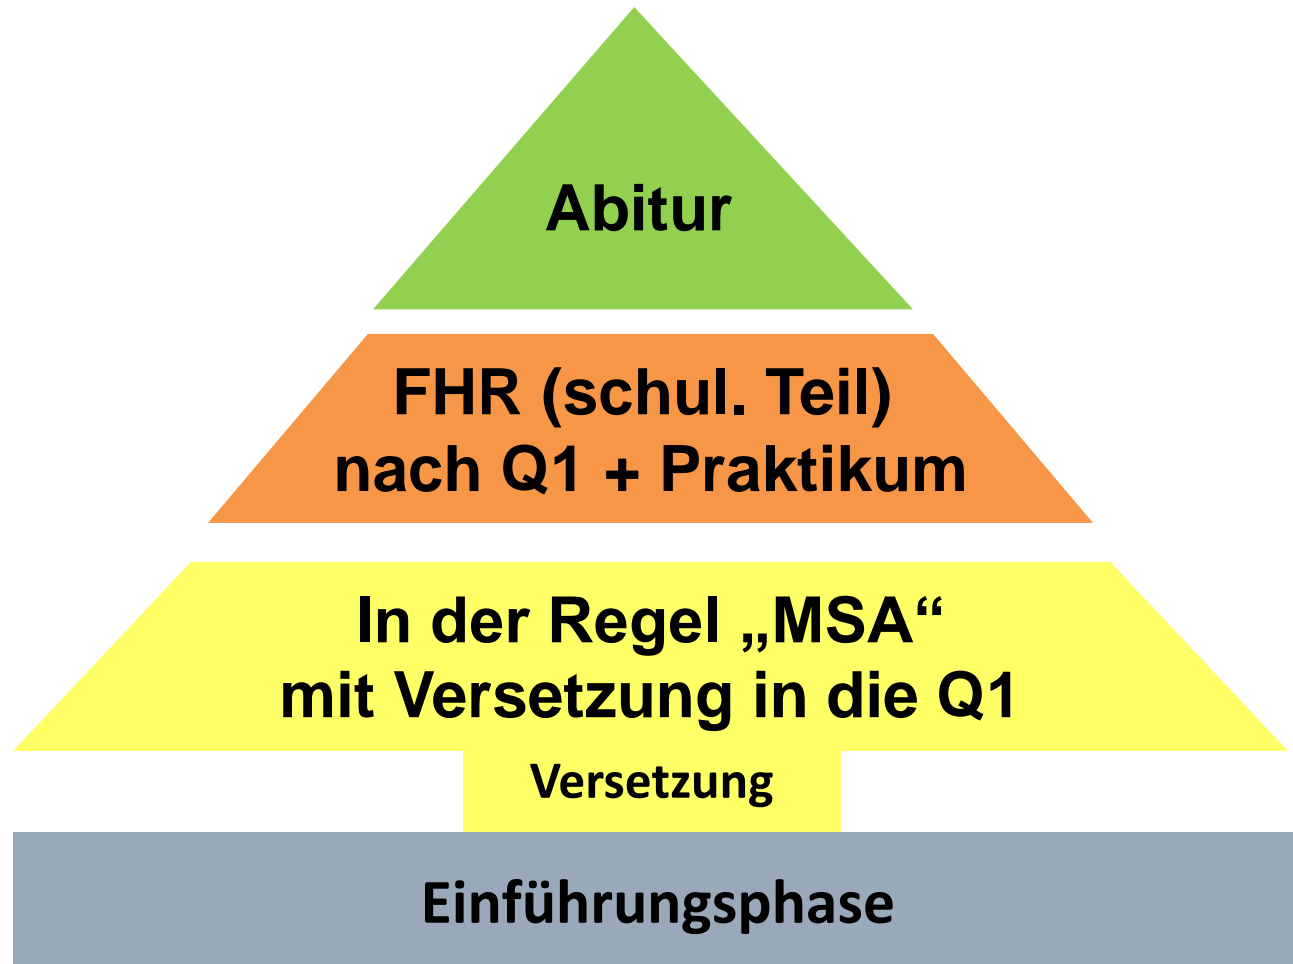 Abitur
FHR (schul. Teil)
nach Q1 + Praktikum
In der Regel „MSA“
mit Versetzung in die Q1
Versetzung
Einführungsphase